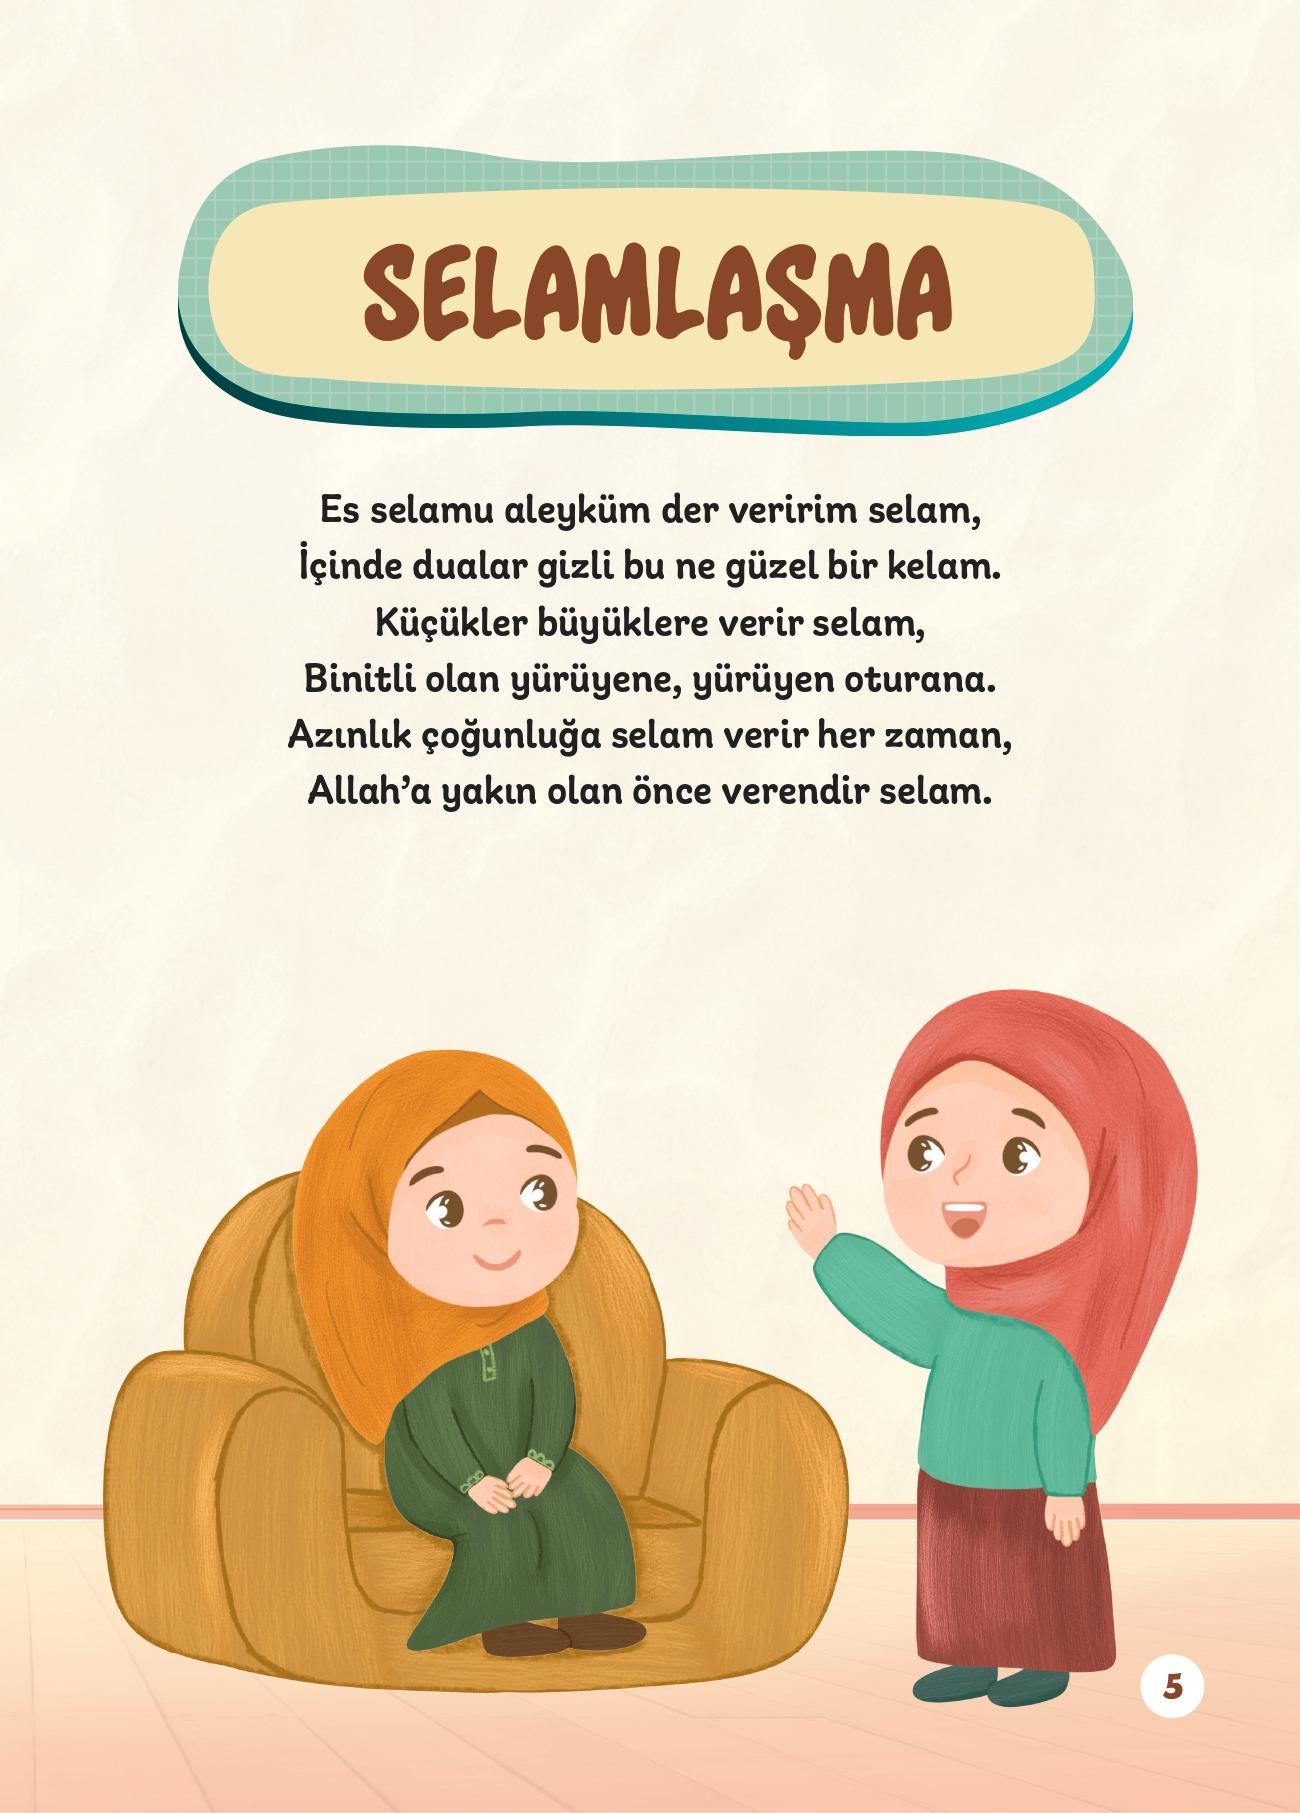 SELAMLAŞMA
Es selamu aleyküm der veririm selam,
İçinde dualar gizli bu ne güzel bir kelam.
Küçükler büyüklere verir selam,
Binitli olan yürüyene, yürüyen oturana.
Azınlık çoğunluğa selam verir her zaman,
Allah’a yakın olan önce verendir selam.
5